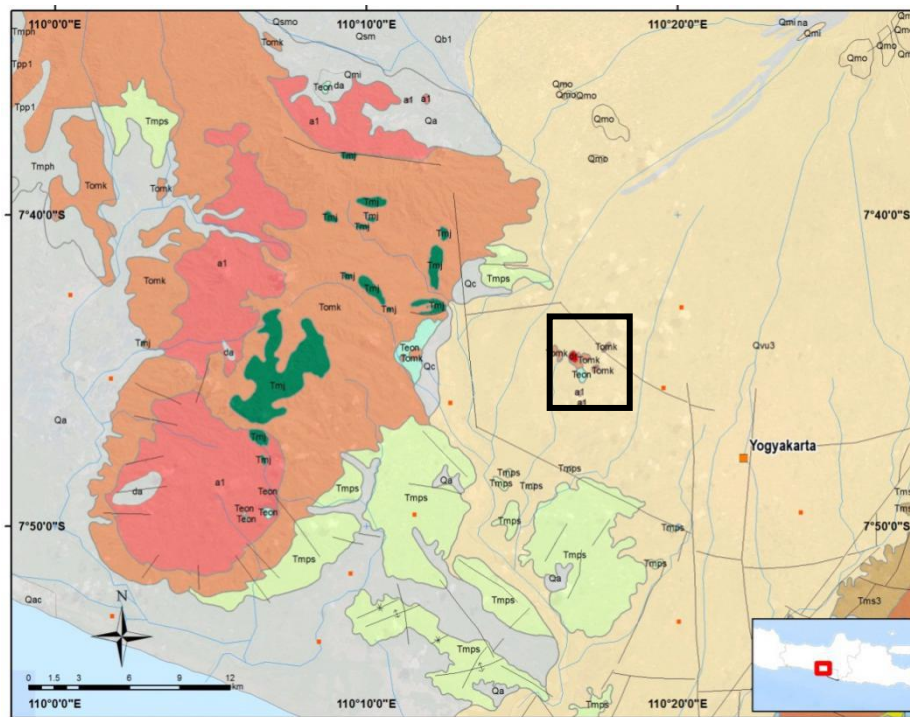 110°0'0"E 110°10'0"E 110°20'0"E
Tmph Qsmo Qsm Qb1 Qmi na
Tomk Qmi
Tpp1 Qmi Qmo
Teon da Qmo
Tpp1 a1 a1 QmoQmo
a1 Qa Qmo
Tmps
Tmph Tomk Tomk Tmj Qmo
7°40'0"S Tmj Tmj 7°40'0"S
Tmj
a1 Tmj
Tomk Tmj Tmj Qc Tmps
Tomk Tmj Tmj
Tmj da Teon Tomk Tomk Qvu3
Tomk Tomk
Qc Teon Tomk
Qa Tmj a1
a1
Tmj Yogyakarta
Tmj Tmps
da a1 Teon Tmps Qa Tmps Tmps
Teon Teon
Teon Tmps Tms
7°50'0"S Tmps Tmps 7°50'0"S
Tmps
Qa
Qac N Tmps Tms3
Tmps
0 1.5 3 6 9 12
km Qa Tmps
110°0'0"E 110°10'0"E 110°20'0"E